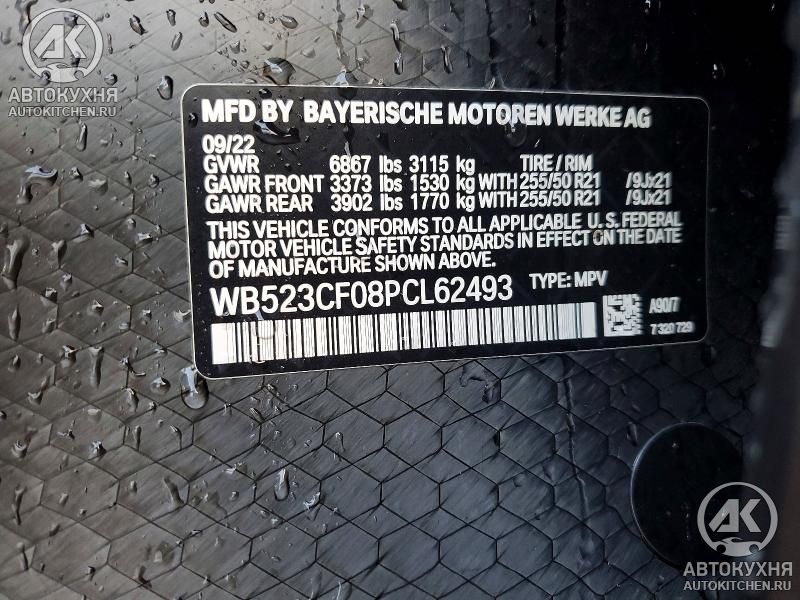 АК
АВТОКУХНЯ
AUTOKITCHEN.RU
MFD BY BAYERISCHE MOTOREN WERKE AG
09/22
GVWR 6867 lbs 3115 kg TIRE / RIM
GAWR FRONT 3373 lbs 1530 kg WITH 255/50 R21 /9Jx21
GAWR REAR 3902 lbs 1770 kg WITH 255/50 R21 /9Jx21
THIS VEHICLE CONFORMS TO ALL APPLICABLE U.S. FEDERAL
MOTOR VEHICLE SAFETY STANDARDS IN EFFECT ON THE DATE
OF MANUFACTURE SHOWN ABOVE.
WB523CF08PCL62493 TYPE: MPV
A90/7
7 320 729
АК
АВТОКУХНЯ
AUTOKITCHEN.RU